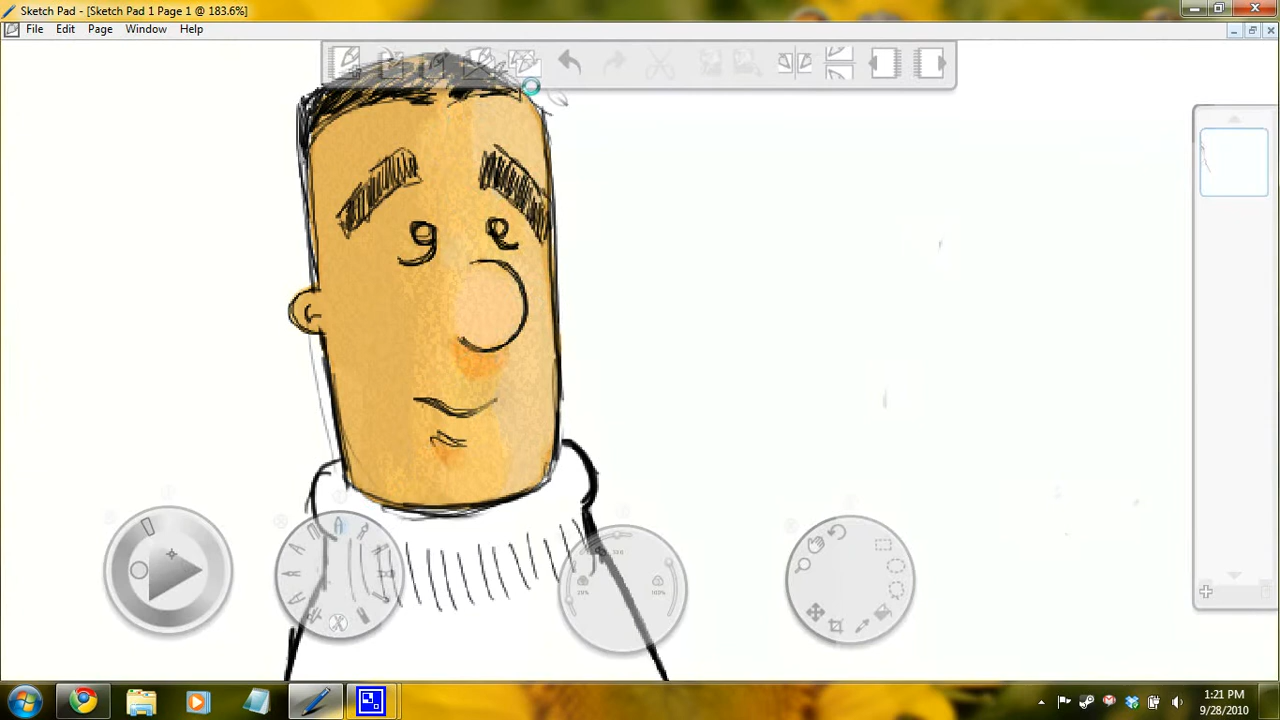 Sketch Pad - [Sketch Pad 1 Page 1 @ 183.6%]
File Edit Page Window Help
1:21 PM
9/28/2010